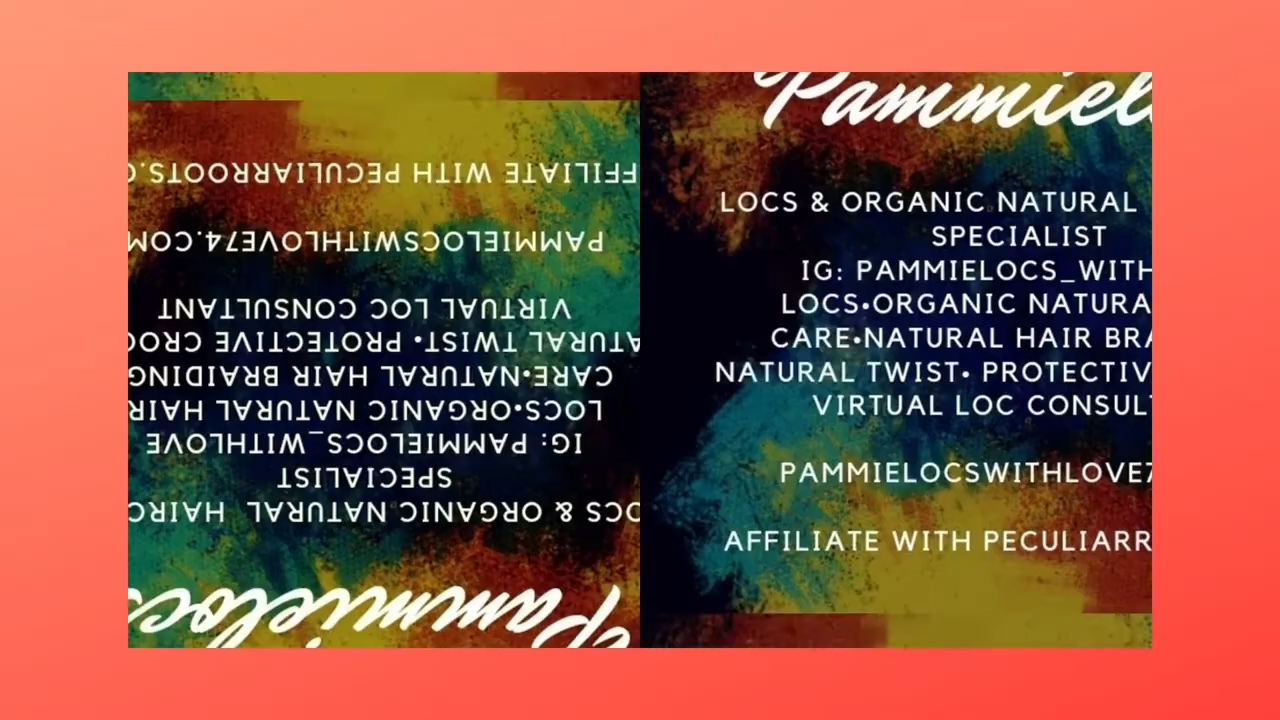 Pammielocs
OCS & ORGANIC NATURAL HAIRC
SPECIALIST
IG: PAMMIELOCS_WITHLOVE
LOCS•ORGANIC NATURAL HAIR
CARE•NATURAL HAIR BRAIDING
ATURAL TWIST• PROTECTIVE CROC
VIRTUAL LOC CONSULTANT
PAMMIELOCSWITHLOVE74.COM
FFILIATE WITH PECULIARROOTS.C
Pammiel
LOCS & ORGANIC NATURAL
SPECIALIST
IG: PAMMIELOCS_WITH
LOCS•ORGANIC NATURA
CARE•NATURAL HAIR BRA
NATURAL TWIST• PROTECTIV
VIRTUAL LOC CONSULT
PAMMIELOCSWITHLOVE7
AFFILIATE WITH PECULIARR